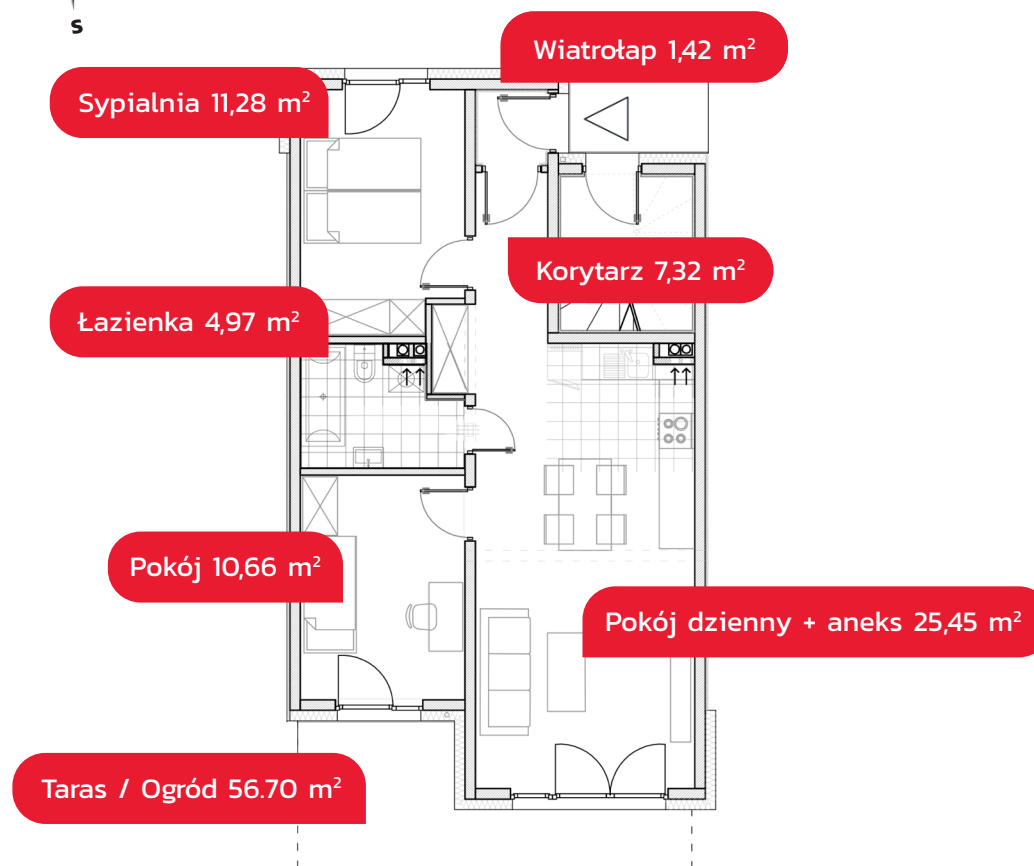 S
Wiatrołap 1,42 m²
Sypialnia 11,28 m²
Korytarz 7,32 m²
Łazienka 4,97 m²
Pokój 10,66 m²
Pokój dzienny + aneks 25,45 m²
Taras / Ogród 56.70 m²